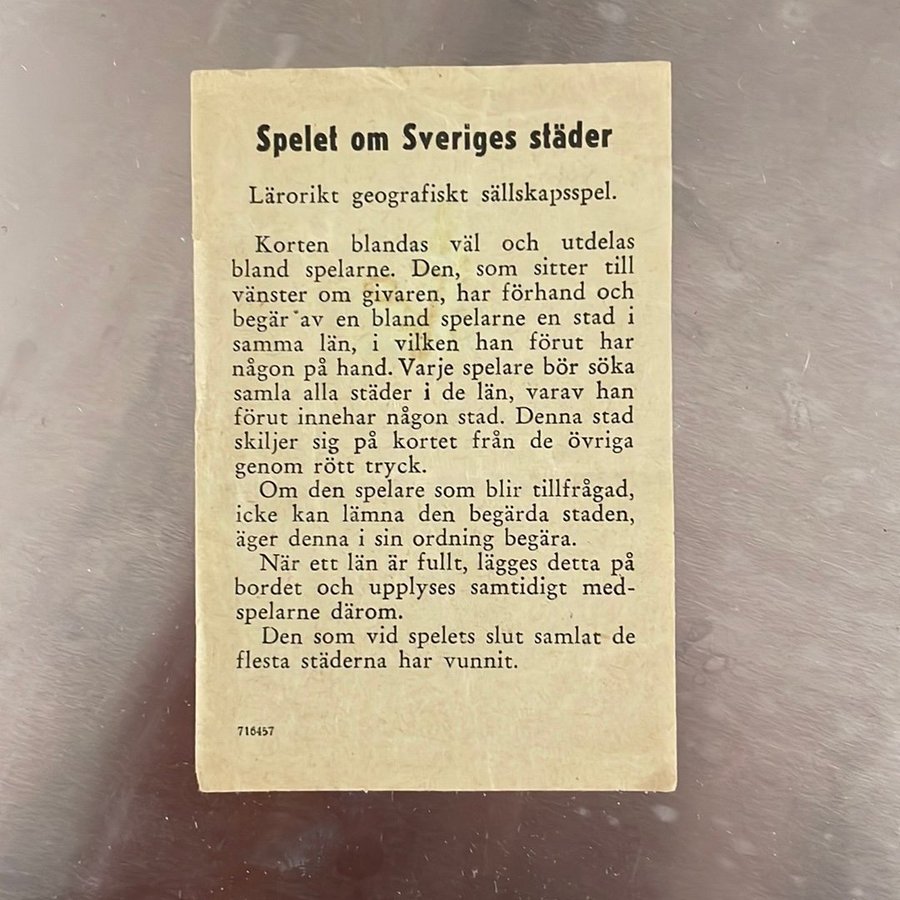 Spelet om Sveriges städer
Lärorikt geografiskt sällskapsspel.
Korten blandas väl och utdelas
bland spelarne. Den, som sitter till
vänster om givaren, har förhand och
begär av en bland spelarne en stad i
samma län, i vilken han förut har
någon på hand. Varje spelare bör söka
samla alla städer i de län, varav han
förut innehar någon stad. Denna stad
skiljer sig på kortet från de övriga
genom rött tryck.
Om den spelare som blir tillfrågad,
icke kan lämna den begärda staden,
äger denna i sin ordning begära.
När ett län är fullt, lägges detta på
bordet och upplyses samtidigt med-
spelarne därom.
Den som vid spelets slut samlat de
flesta städerna har vunnit.
716457